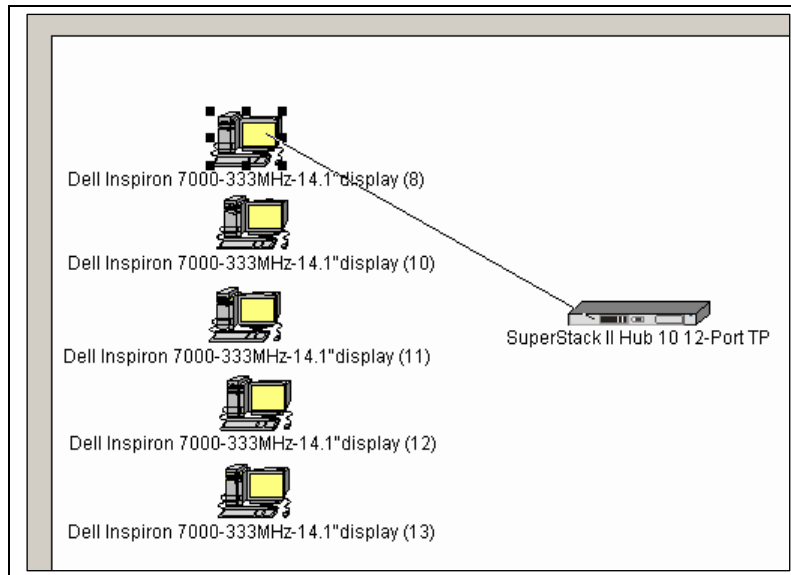 Dell Inspiron 7000-333MHz-14.1"display (8)
Dell Inspiron 7000-333MHz-14.1"display (10)
Dell Inspiron 7000-333MHz-14.1"display (11)
SuperStack II Hub 10 12-Port TP
Dell Inspiron 7000-333MHz-14.1"display (12)
Dell Inspiron 7000-333MHz-14.1"display (13)